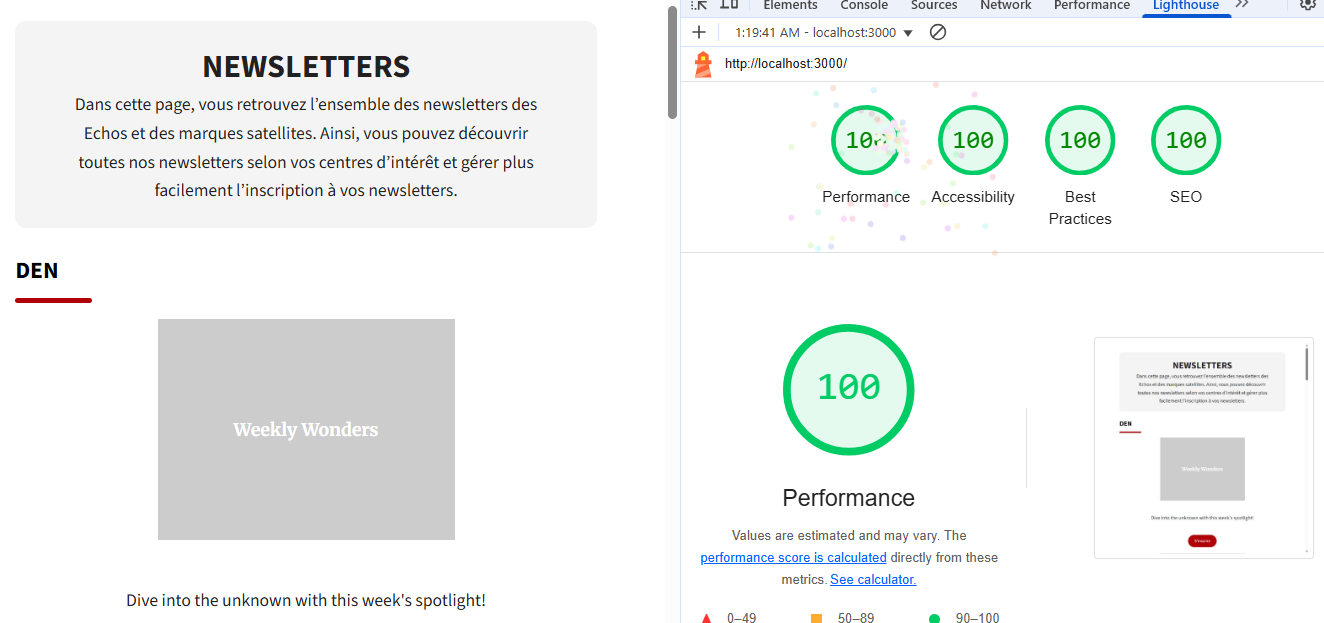 NEWSLETTERS
Dans cette page, vous retrouvez l’ensemble des newsletters des
Echos et des marques satellites. Ainsi, vous pouvez découvrir
toutes nos newsletters selon vos centres d’intérêt et gérer plus
facilement l’inscription à vos newsletters.
DEN
Weekly Wonders
Dive into the unknown with this week's spotlight!
Elements Console Sources Network Performance Lighthouse
1:19:41 AM - localhost:3000
http://localhost:3000/
100 100 100 100
Performance Accessibility Best Practices SEO
100
Performance
Values are estimated and may vary. The
performance score is calculated directly from these
metrics. See calculator.
0–49 50–89 90–100
NEWSLETTERS
Dans cette page, vous retrouvez l’ensemble des newsletters des
Echos et des marques satellites. Ainsi, vous pouvez découvrir
toutes nos newsletters selon vos centres d’intérêt et gérer plus
facilement l’inscription à vos newsletters.
DEN
Weekly Wonders
Dive into the unknown with this week's spotlight!